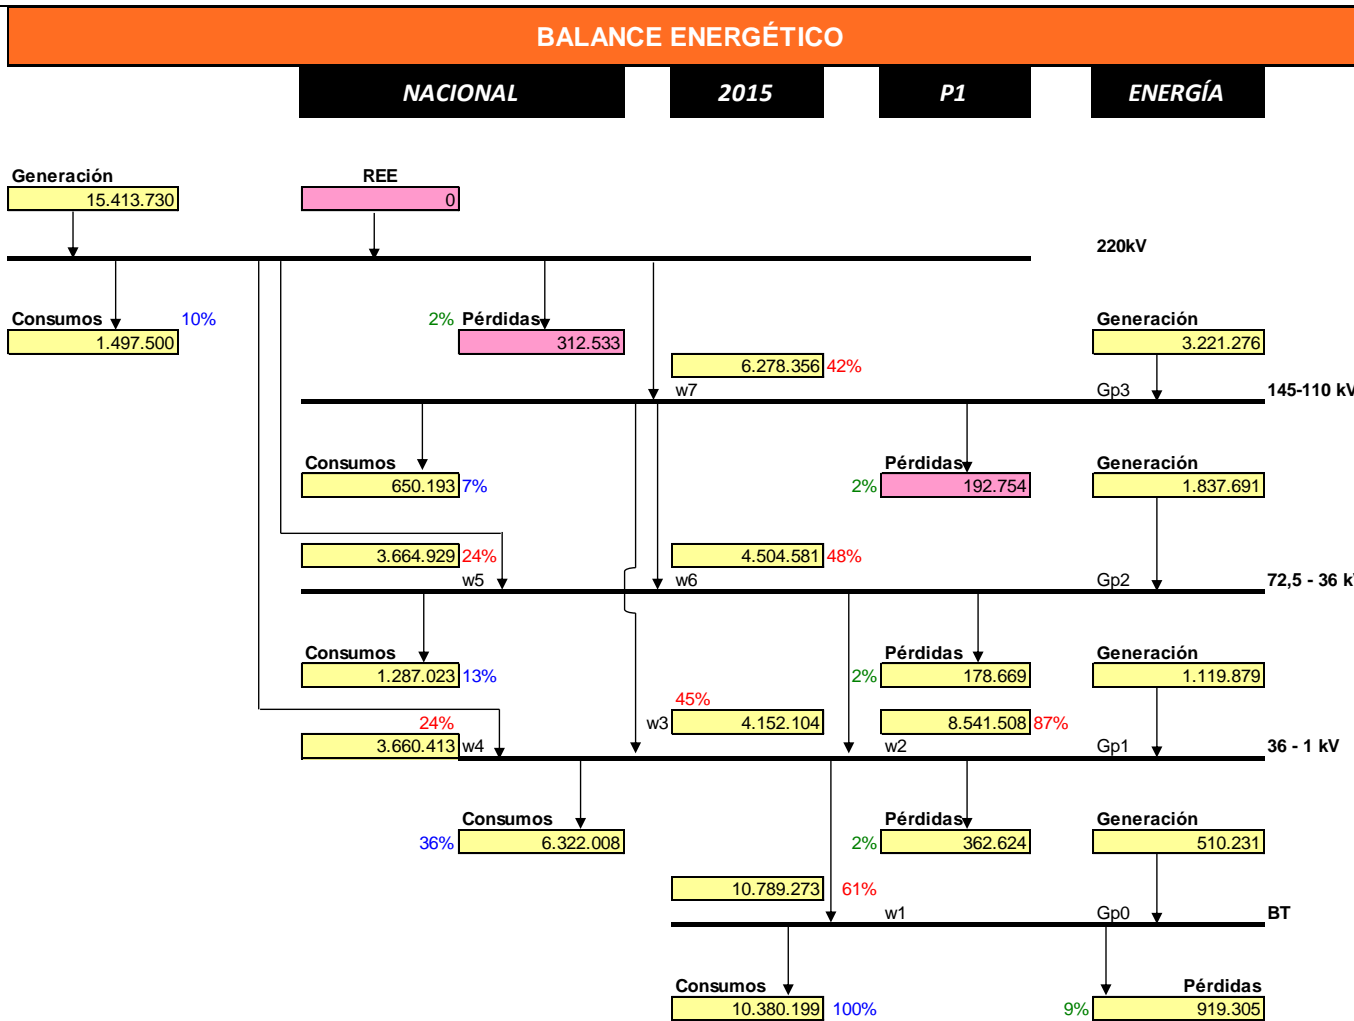 BALANCE ENERGÉTICO
NACIONAL 2015 P1 ENERGÍA
Generación REE
15.413.730 0
220kV
Consumos 10% 2% Pérdidas Generación
1.497.500 312.533 3.221.276
6.278.356 42%
w7 Gp3 145-110 kV
Consumos Pérdidas Generación
650.193 7% 2% 192.754 1.837.691
3.664.929 24% 4.504.581 48%
w5 w6 Gp2 72,5 - 36 k
Consumos Pérdidas Generación
1.287.023 13% 2% 178.669 1.119.879
45%
24% w3 4.152.104 8.541.508 87%
3.660.413 w4 w2 Gp1 36 - 1 kV
Consumos Pérdidas Generación
36% 6.322.008 2% 362.624 510.231
10.789.273 61%
w1 Gp0 BT
Consumos Pérdidas
10.380.199 100% 9% 919.305